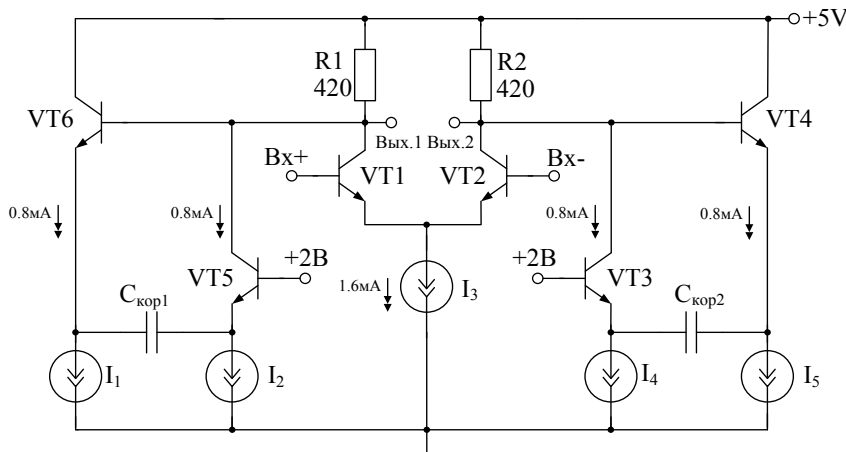 +5V
R1
420
R2
420
VT6
VT4
Вых.1 Вых.2
Вх+
VT1
VT2
Вх-
0.8мА
0.8мА
0.8мА
0.8мА
+2В
VT5
+2В
VT3
1.6мА
I3
Cкор1
Cкор2
I1
I2
I4
I5